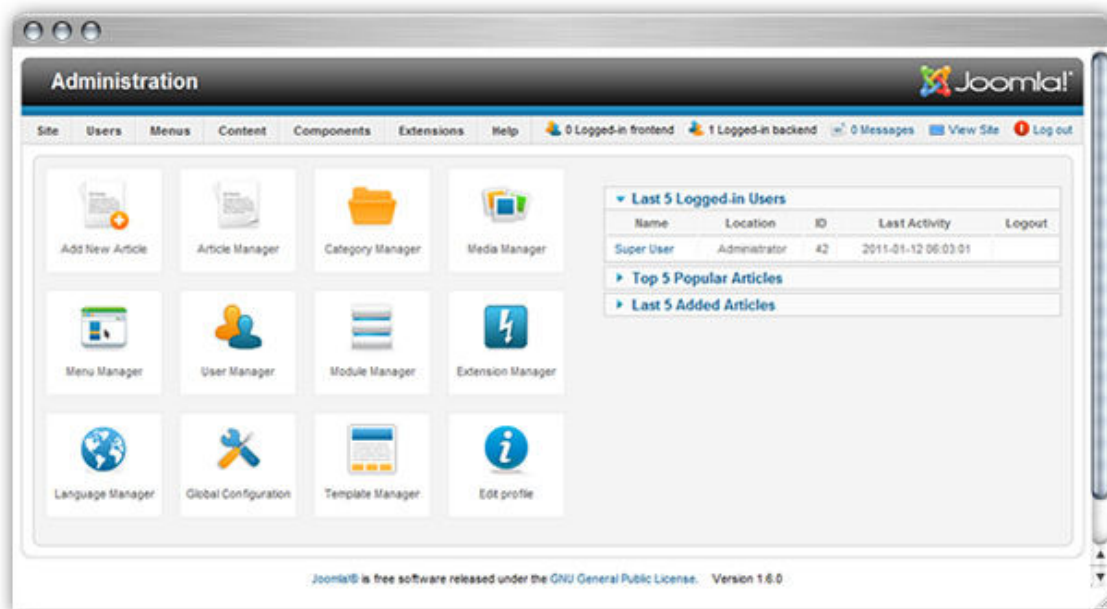 Administration
Joomla!
Site Users Menus Content Components Extensions Help 0 Logged-in frontend 1 Logged-in backend 0 Messages View Site Log out
Add New Article Article Manager Category Manager Media Manager
Last 5 Logged-in Users
Name Location ID Last Activity Logout
Super User Administrator 42 2011-01-12 06:03:01
Top 5 Popular Articles
Last 5 Added Articles
Menu Manager User Manager Module Manager Extension Manager
Language Manager Global Configuration Template Manager Edit profile
Joomla!® is free software released under the GNU General Public License. Version 1.6.0